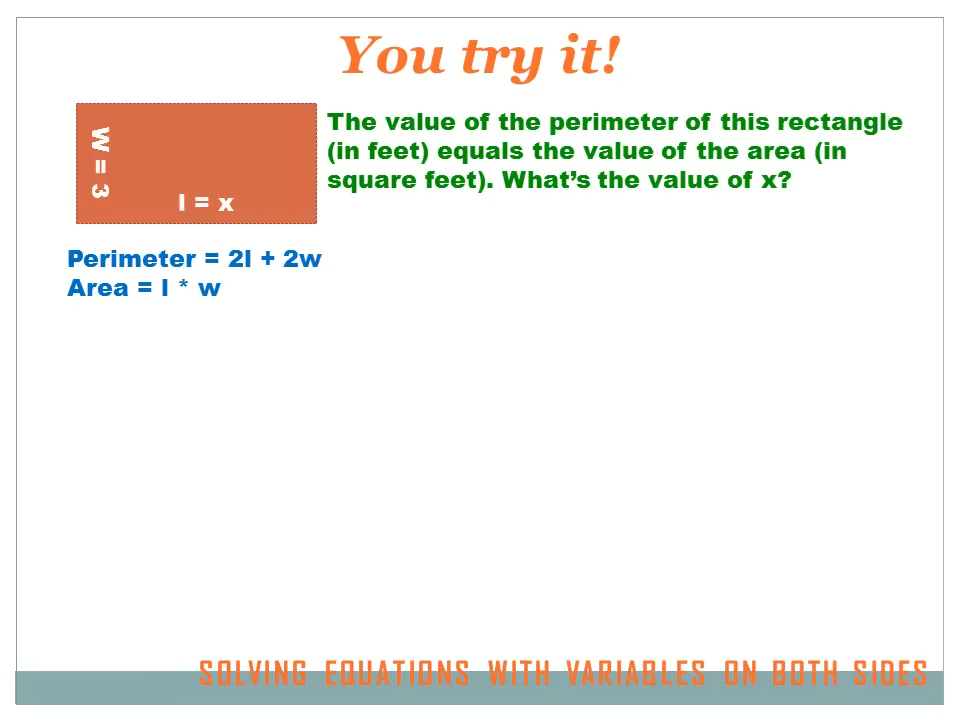 You try it!
W = 3
l = x
The value of the perimeter of this rectangle
(in feet) equals the value of the area (in
square feet). What’s the value of x?
Perimeter = 2l + 2w
Area = l * w
SOLVING EQUATIONS WITH VARIABLES ON BOTH SIDES